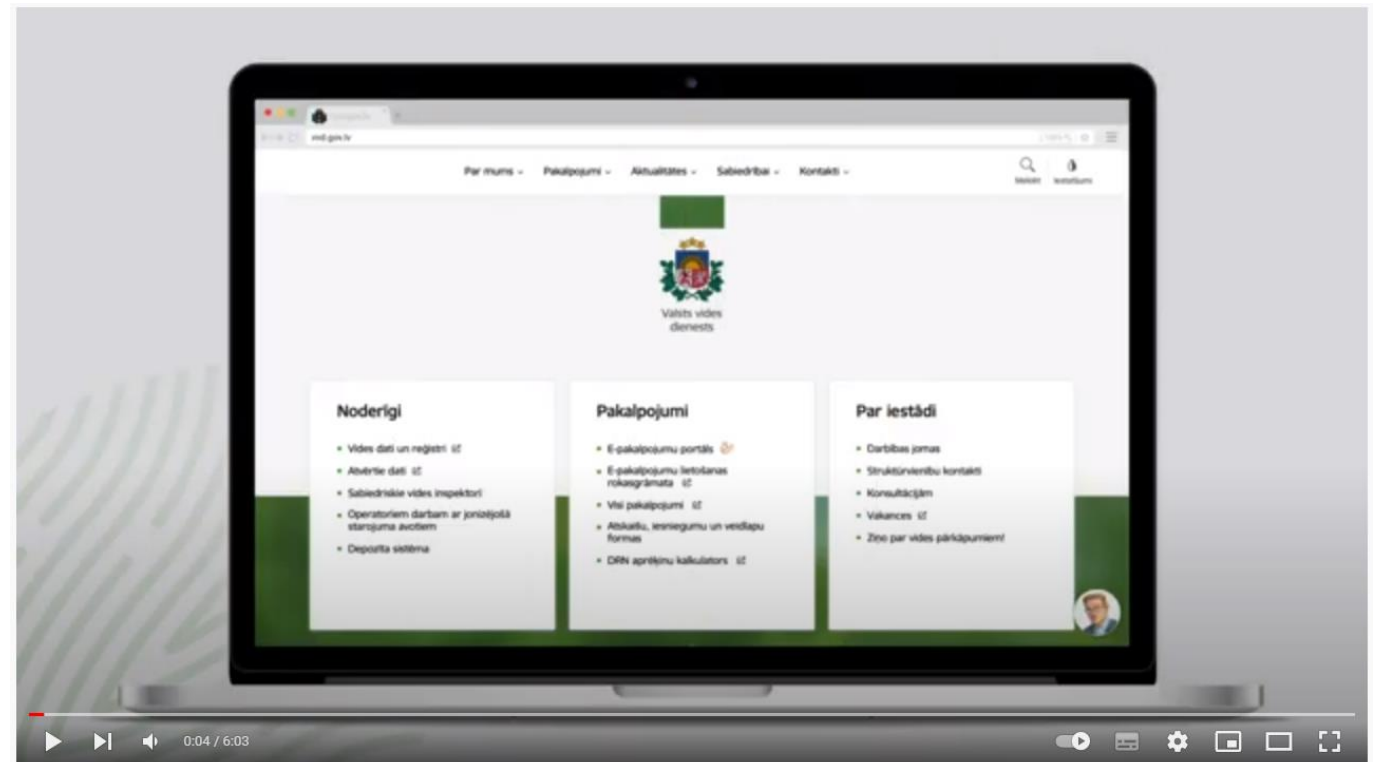 vvd.gov.lv
Par mums
Pakalpojumi
Aktualitātes
Sabiedrībai
Kontakti
Meklēt
Iestatījumi
Valsts vides
dienests
Noderīgi
Vides dati un reģistri
Atvērtie dati
Sabiedriskie vides inspektori
Operatoriem darbam ar jonizējošā
starojuma avotiem
Depozīta sistēma
Pakalpojumi
E-pakalpojumu portāls
E-pakalpojumu lietošanas
rokasgrāmata
Visi pakalpojumi
Atskaišu, iesniegumu un veidlapu
formas
DRN aprēķinu kalkulators
Par iestādi
Darbības jomas
Struktūrvienību kontakti
Konsultācijām
Vakances
Ziņo par vides pārkāpumiem!
0:04 / 6:03